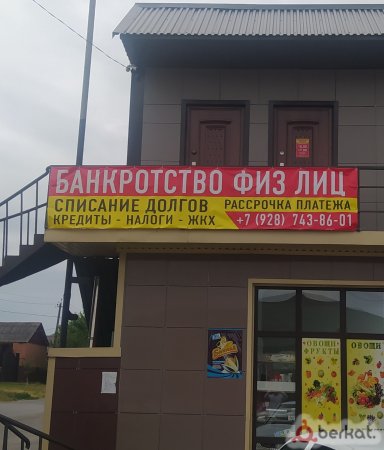 БАНКРОТСТВО ФИЗ ЛИЦ
СПИСАНИЕ ДОЛГОВ
РАССРОЧКА ПЛАТЕЖА
КРЕДИТЫ - НАЛОГИ - ЖКХ
+7 (928) 743-86-01
ОВОЩИ
ФРУКТЫ
ОВОЩИ
berkat.